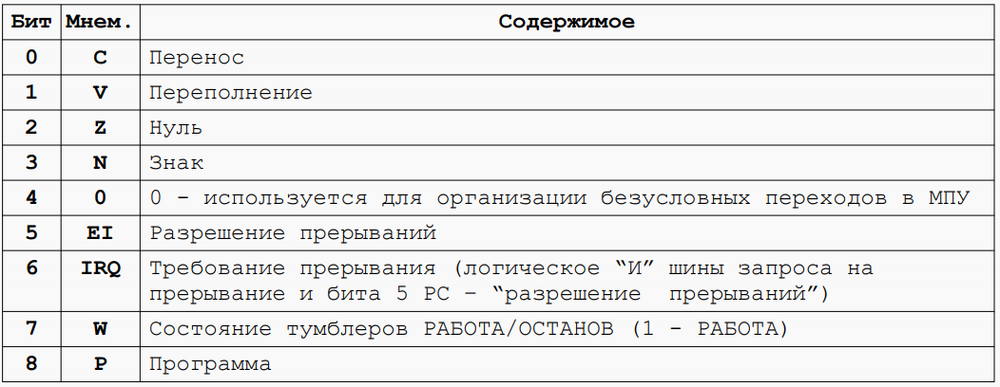 Бит Мнем. Содержимое
0 C Перенос
1 V Переполнение
2 Z Нуль
3 N Знак
4 0 0 - используется для организации безусловных переходов в МПУ
5 EI Разрешение прерываний
6 IRQ Требование прерывания (логическое “И” шины запроса на
прерывание и бита 5 РС – “разрешение прерываний”)
7 W Состояние тумблеров РАБОТА/ОСТАНОВ (1 - РАБОТА)
8 P Программа